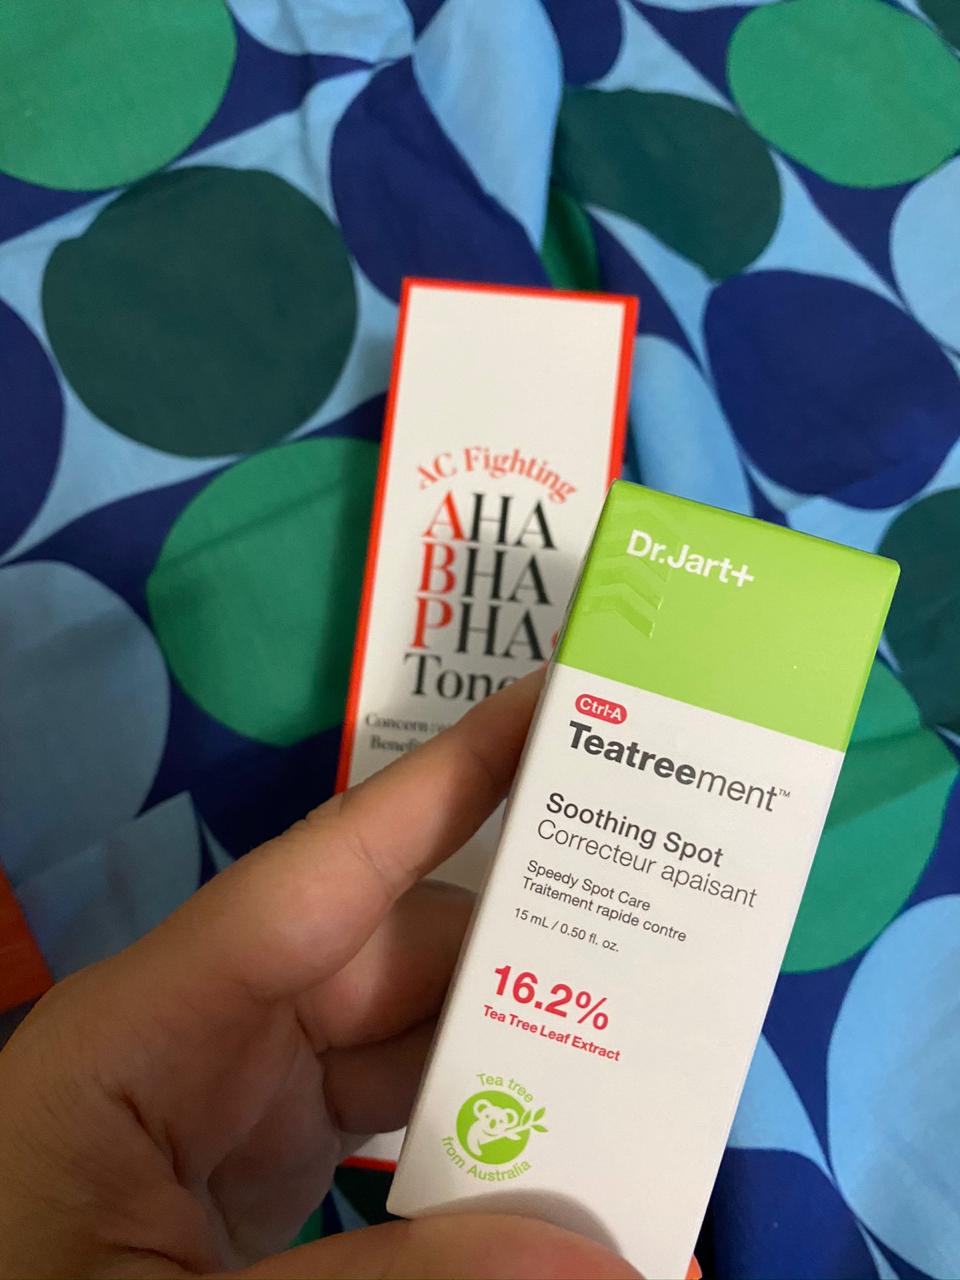 AC Fighting
AHA
BHA
PHA
Dr.Jart+
Ctrl-A
Teatreement™
Soothing Spot
Correcteur apaisant
Speedy Spot Care
Traitement rapide contre
15 mL / 0.50 fl. oz.
16.2%
Tea Tree Leaf Extract
Tea tree
from Australia